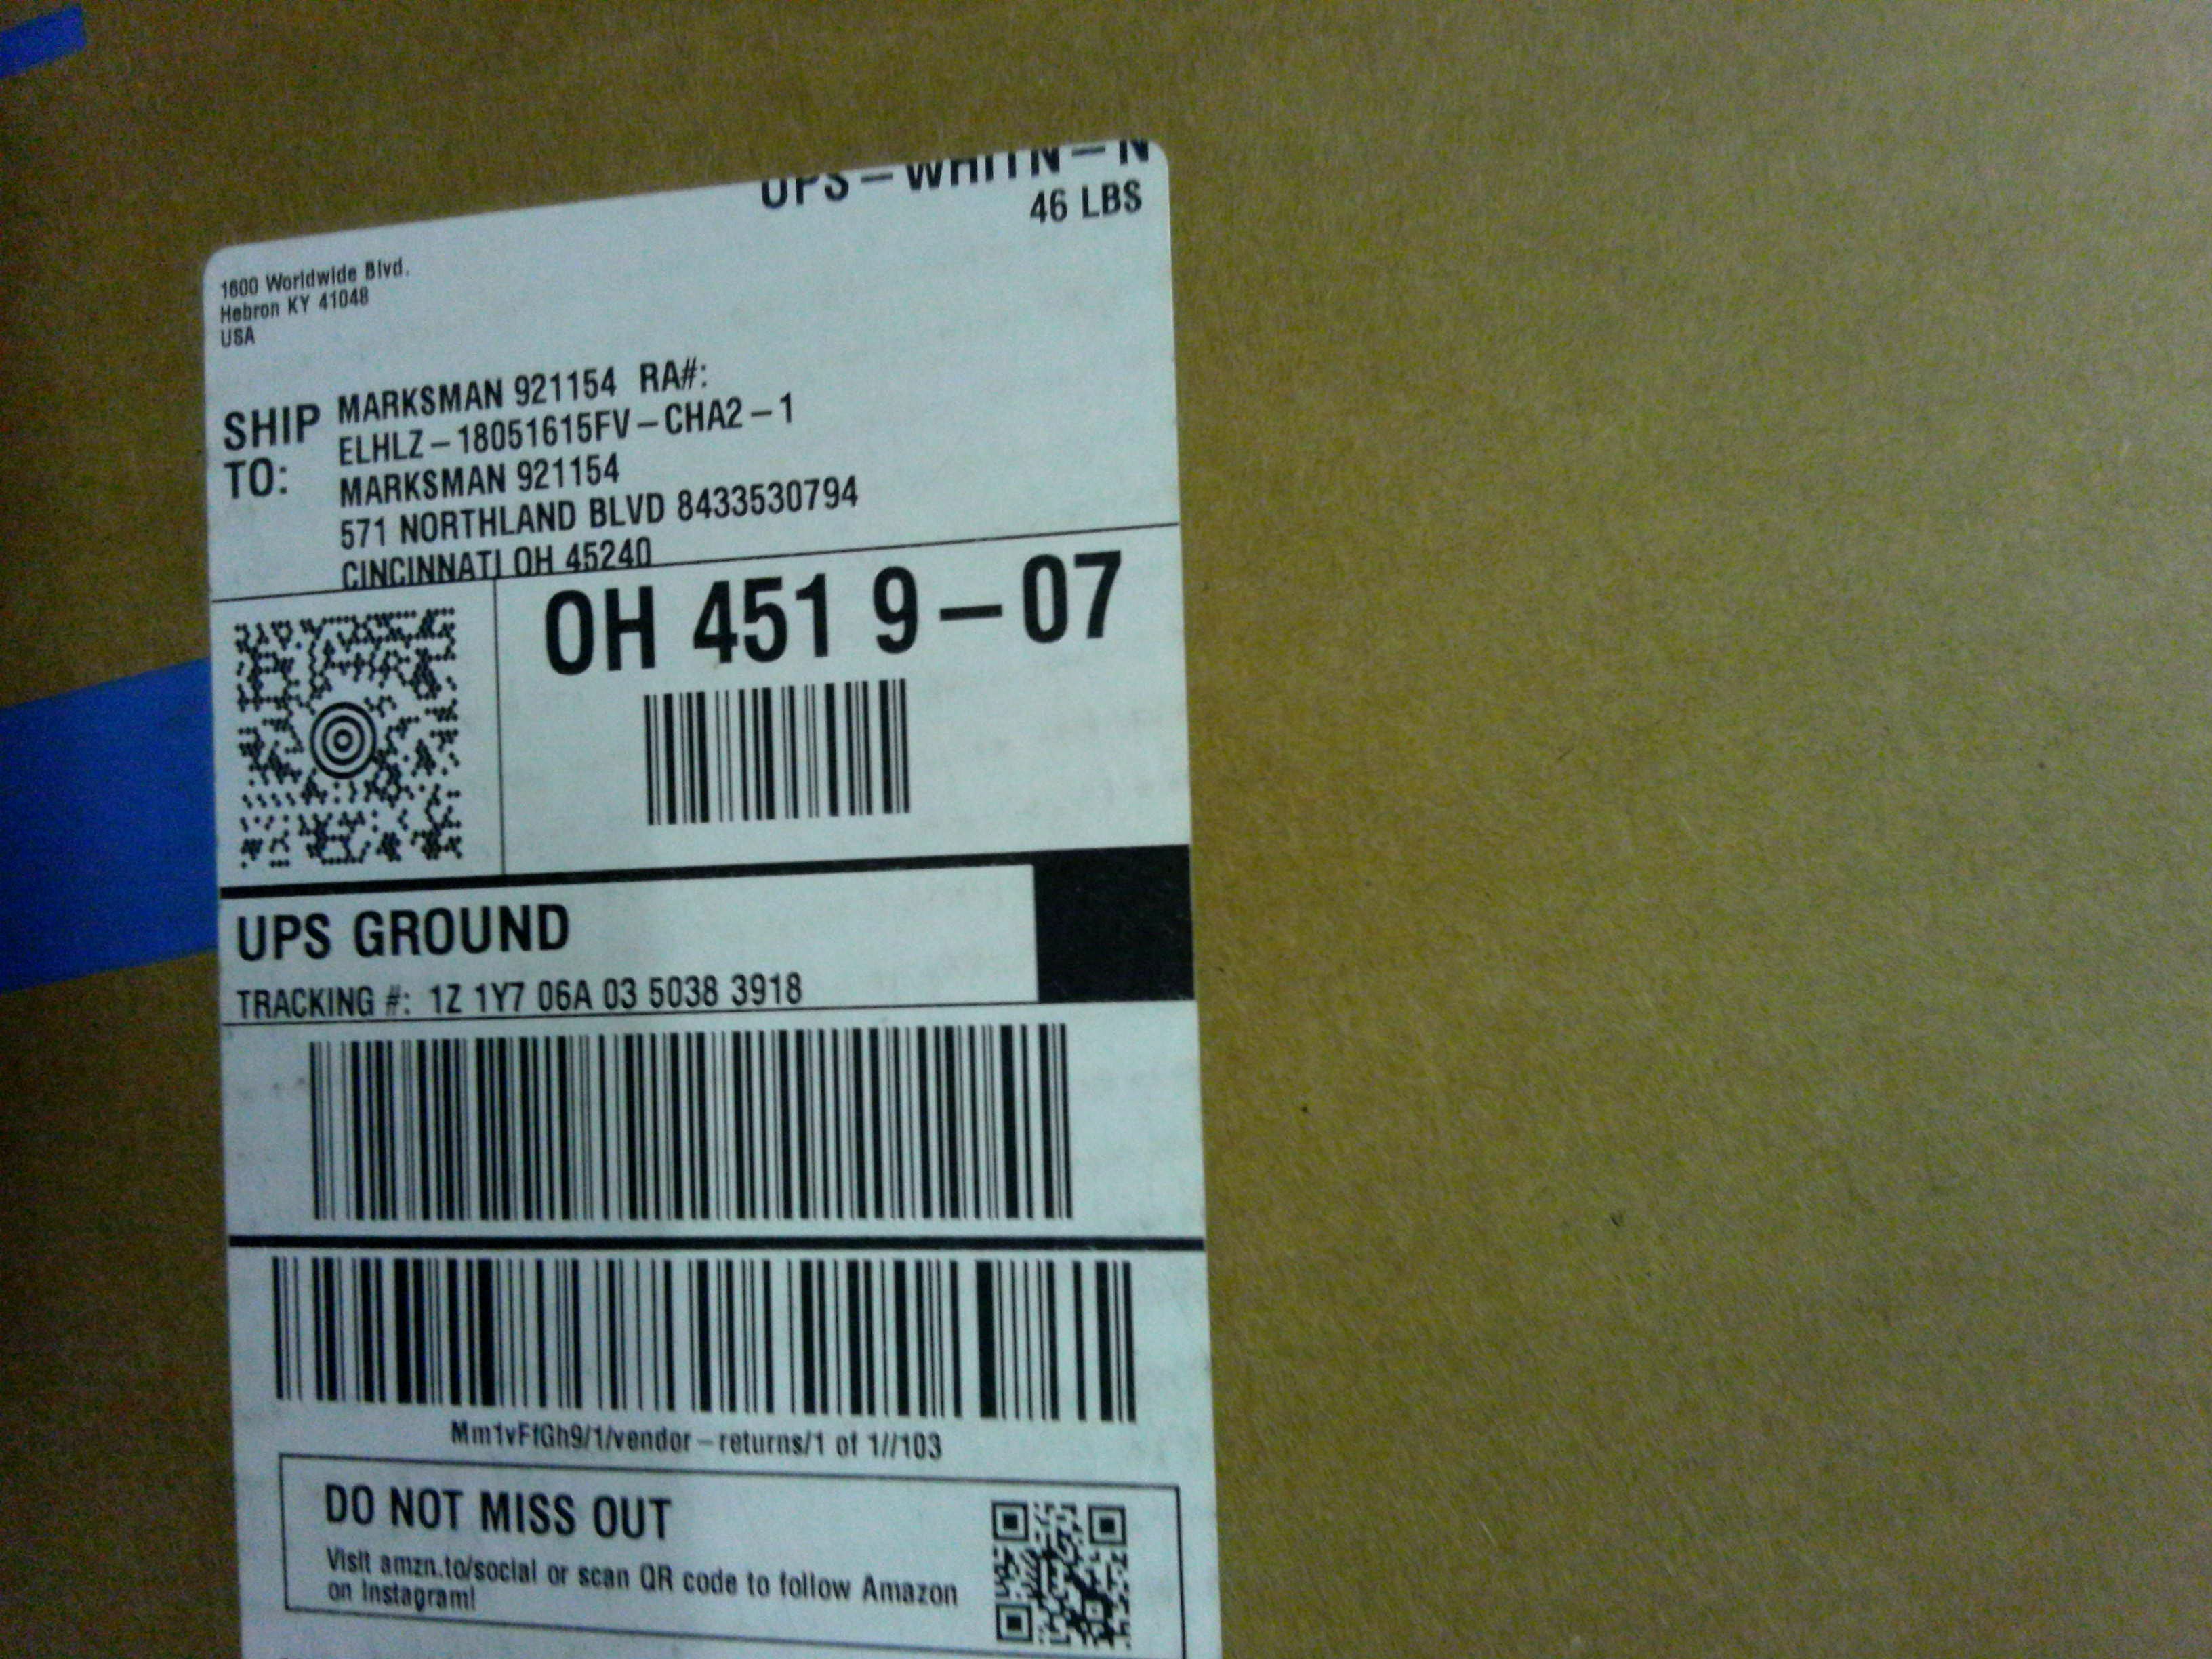 UPS-WHITN-N
46 LBS
1600 Worldwide Blvd.
Hebron KY 41048
USA
SHIP TO:
MARKSMAN 921154 RA#:
ELHLZ-18051615FV-CHA2-1
MARKSMAN 921154
571 NORTHLAND BLVD 8433530794
CINCINNATI OH 45240
OH 451 9-07
UPS GROUND
TRACKING #: 1Z 1Y7 06A 03 5038 3918
Mm1vFfGh9/1/vendor-returns/1 of 1//103
DO NOT MISS OUT
Visit amzn.to/social or scan QR code to follow Amazon
on Instagram!